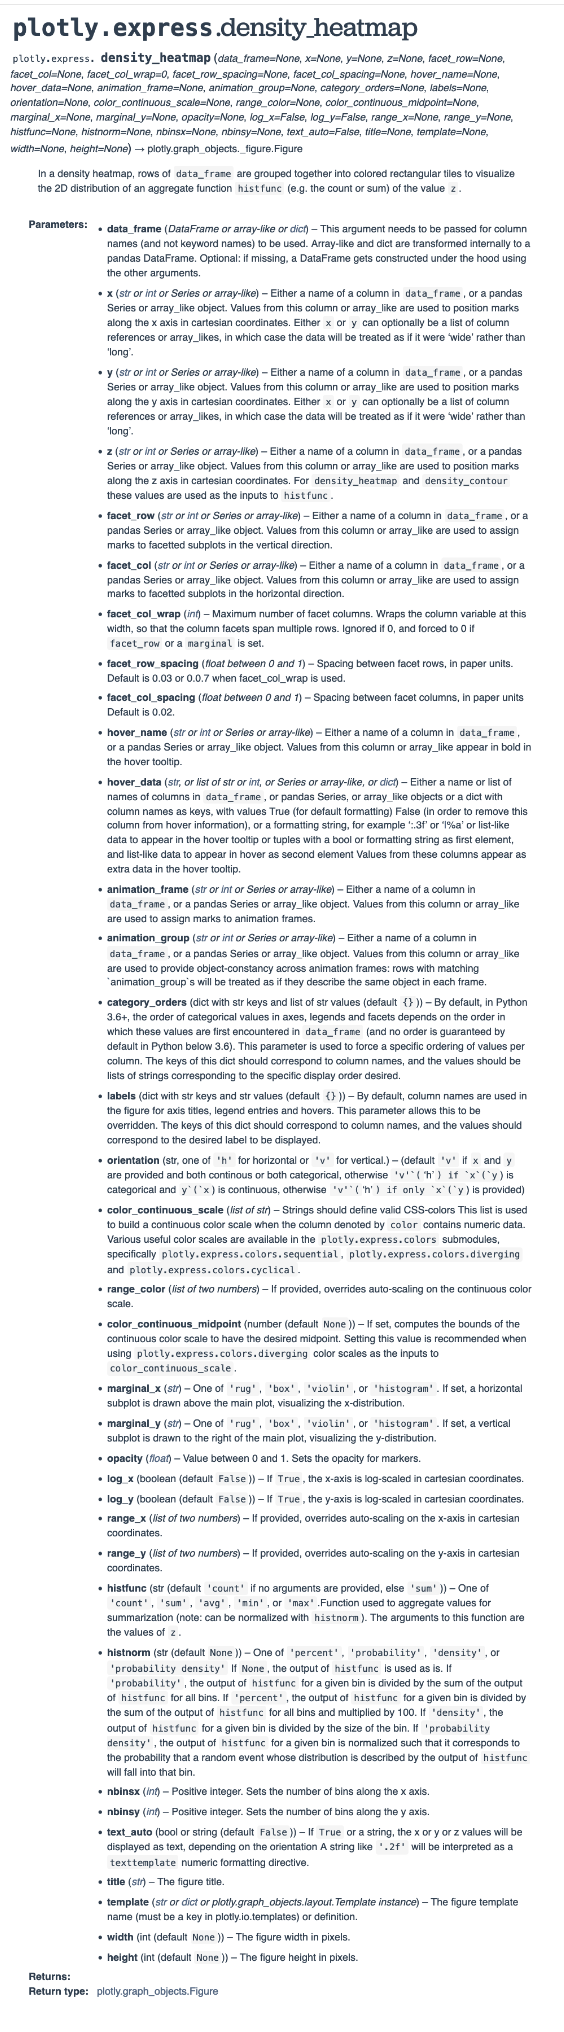 plotly.express.density_heatmap
plotly.express. density_heatmap(data_frame=None, x=None, y=None, z=None, facet_row=None,
facet_col=None, facet_col_wrap=0, facet_row_spacing=None, facet_col_spacing=None, hover_name=None,
hover_data=None, animation_frame=None, animation_group=None, category_orders=None, labels=None,
orientation=None, color_continuous_scale=None, range_color=None, color_continuous_midpoint=None,
marginal_x=None, marginal_y=None, opacity=None, log_x=False, log_y=False, range_x=None, range_y=None,
histfunc=None, histnorm=None, nbinsx=None, nbinsy=None, text_auto=False, title=None, template=None,
width=None, height=None) → plotly.graph_objects._figure.Figure
In a density heatmap, rows of data_frame are grouped together into colored rectangular tiles to visualize
the 2D distribution of an aggregate function histfunc (e.g. the count or sum) of the value z.
Parameters:
• data_frame (DataFrame or array-like or dict) – This argument needs to be passed for column
names (and not keyword names) to be used. Array-like and dict are transformed internally to a
pandas DataFrame. Optional: if missing, a DataFrame gets constructed under the hood using
the other arguments.
• x (str or int or Series or array-like) – Either a name of a column in data_frame, or a pandas
Series or array_like object. Values from this column or array_like are used to position marks
along the x axis in cartesian coordinates. Either x or y can optionally be a list of column
references or array_likes, in which case the data will be treated as if it were ‘wide’ rather than
‘long’.
• y (str or int or Series or array-like) – Either a name of a column in data_frame, or a pandas
Series or array_like object. Values from this column or array_like are used to position marks
along the y axis in cartesian coordinates. Either x or y can optionally be a list of column
references or array_likes, in which case the data will be treated as if it were ‘wide’ rather than
‘long’.
• z (str or int or Series or array-like) – Either a name of a column in data_frame, or a pandas
Series or array_like object. Values from this column or array_like are used to position marks
along the z axis in cartesian coordinates. For density_heatmap and density_contour
these values are used as the inputs to histfunc.
• facet_row (str or int or Series or array-like) – Either a name of a column in data_frame, or a
pandas Series or array_like object. Values from this column or array_like are used to assign
marks to facetted subplots in the vertical direction.
• facet_col (str or int or Series or array-like) – Either a name of a column in data_frame, or a
pandas Series or array_like object. Values from this column or array_like are used to assign
marks to facetted subplots in the horizontal direction.
• facet_col_wrap (int) – Maximum number of facet columns. Wraps the column variable at this
width, so that the column facets span multiple rows. Ignored if 0, and forced to 0 if
facet_row or a marginal is set.
• facet_row_spacing (float between 0 and 1) – Spacing between facet rows, in paper units.
Default is 0.03 or 0.0.7 when facet_col_wrap is used.
• facet_col_spacing (float between 0 and 1) – Spacing between facet columns, in paper units
Default is 0.02.
• hover_name (str or int or Series or array-like) – Either a name of a column in data_frame,
or a pandas Series or array_like object. Values from this column or array_like appear in bold in
the hover tooltip.
• hover_data (str, or list of str or int, or Series or array-like, or dict) – Either a name or list of
names of columns in data_frame, or pandas Series, or array_like objects or a dict with
column names as keys, with values True (for default formatting) False (in order to remove this
column from hover information), or a formatting string, for example ‘:.3f’ or ‘|%a’ or list-like
data to appear in the hover tooltip or tuples with a bool or formatting string as first element,
and list-like data to appear in hover as second element Values from these columns appear as
extra data in the hover tooltip.
• animation_frame (str or int or Series or array-like) – Either a name of a column in
data_frame, or a pandas Series or array_like object. Values from this column or array_like
are used to assign marks to animation frames.
• animation_group (str or int or Series or array-like) – Either a name of a column in
data_frame, or a pandas Series or array_like object. Values from this column or array_like
are used to provide object-constancy across animation frames: rows with matching
`animation_group`s will be treated as if they describe the same object in each frame.
• category_orders (dict with str keys and list of str values (default {})) – By default, in Python
3.6+, the order of categorical values in axes, legends and facets depends on the order in
which these values are first encountered in data_frame (and no order is guaranteed by
default in Python below 3.6). This parameter is used to force a specific ordering of values per
column. The keys of this dict should correspond to column names, and the values should be
lists of strings corresponding to the specific display order desired.
• labels (dict with str keys and str values (default {})) – By default, column names are used in
the figure for axis titles, legend entries and hovers. This parameter allows this to be
overridden. The keys of this dict should correspond to column names, and the values should
correspond to the desired label to be displayed.
• orientation (str, one of 'h' for horizontal or 'v' for vertical.) – (default 'v' if x and y
are provided and both continous or both categorical, otherwise 'v'`(‘h’) if `x`(`y) is
categorical and y`(`x) is continuous, otherwise 'v'`(‘h’) if only `x`(`y) is provided)
• color_continuous_scale (list of str) – Strings should define valid CSS-colors This list is used
to build a continuous color scale when the column denoted by color contains numeric data.
Various useful color scales are available in the plotly.express.colors submodules,
specifically plotly.express.colors.sequential, plotly.express.colors.diverging
and plotly.express.colors.cyclical.
• range_color (list of two numbers) – If provided, overrides auto-scaling on the continuous color
scale.
• color_continuous_midpoint (number (default None)) – If set, computes the bounds of the
continuous color scale to have the desired midpoint. Setting this value is recommended when
using plotly.express.colors.diverging color scales as the inputs to
color_continuous_scale.
• marginal_x (str) – One of 'rug', 'box', 'violin', or 'histogram'. If set, a horizontal
subplot is drawn above the main plot, visualizing the x-distribution.
• marginal_y (str) – One of 'rug', 'box', 'violin', or 'histogram'. If set, a vertical
subplot is drawn to the right of the main plot, visualizing the y-distribution.
• opacity (float) – Value between 0 and 1. Sets the opacity for markers.
• log_x (boolean (default False)) – If True, the x-axis is log-scaled in cartesian coordinates.
• log_y (boolean (default False)) – If True, the y-axis is log-scaled in cartesian coordinates.
• range_x (list of two numbers) – If provided, overrides auto-scaling on the x-axis in cartesian
coordinates.
• range_y (list of two numbers) – If provided, overrides auto-scaling on the y-axis in cartesian
coordinates.
• histfunc (str (default 'count' if no arguments are provided, else 'sum')) – One of
'count', 'sum', 'avg', 'min', or 'max'.Function used to aggregate values for
summarization (note: can be normalized with histnorm). The arguments to this function are
the values of z.
• histnorm (str (default None)) – One of 'percent', 'probability', 'density', or
'probability density' If None, the output of histfunc is used as is. If
'probability', the output of histfunc for a given bin is divided by the sum of the output
of histfunc for all bins. If 'percent', the output of histfunc for a given bin is divided by
the sum of the output of histfunc for all bins and multiplied by 100. If 'density', the
output of histfunc for a given bin is divided by the size of the bin. If 'probability
density', the output of histfunc for a given bin is normalized such that it corresponds to
the probability that a random event whose distribution is described by the output of histfunc
will fall into that bin.
• nbinsx (int) – Positive integer. Sets the number of bins along the x axis.
• nbinsy (int) – Positive integer. Sets the number of bins along the y axis.
• text_auto (bool or string (default False)) – If True or a string, the x or y or z values will be
displayed as text, depending on the orientation A string like '.2f' will be interpreted as a
texttemplate numeric formatting directive.
• title (str) – The figure title.
• template (str or dict or plotly.graph_objects.layout.Template instance) – The figure template
name (must be a key in plotly.io.templates) or definition.
• width (int (default None)) – The figure width in pixels.
• height (int (default None)) – The figure height in pixels.
Returns:
Return type: plotly.graph_objects.Figure